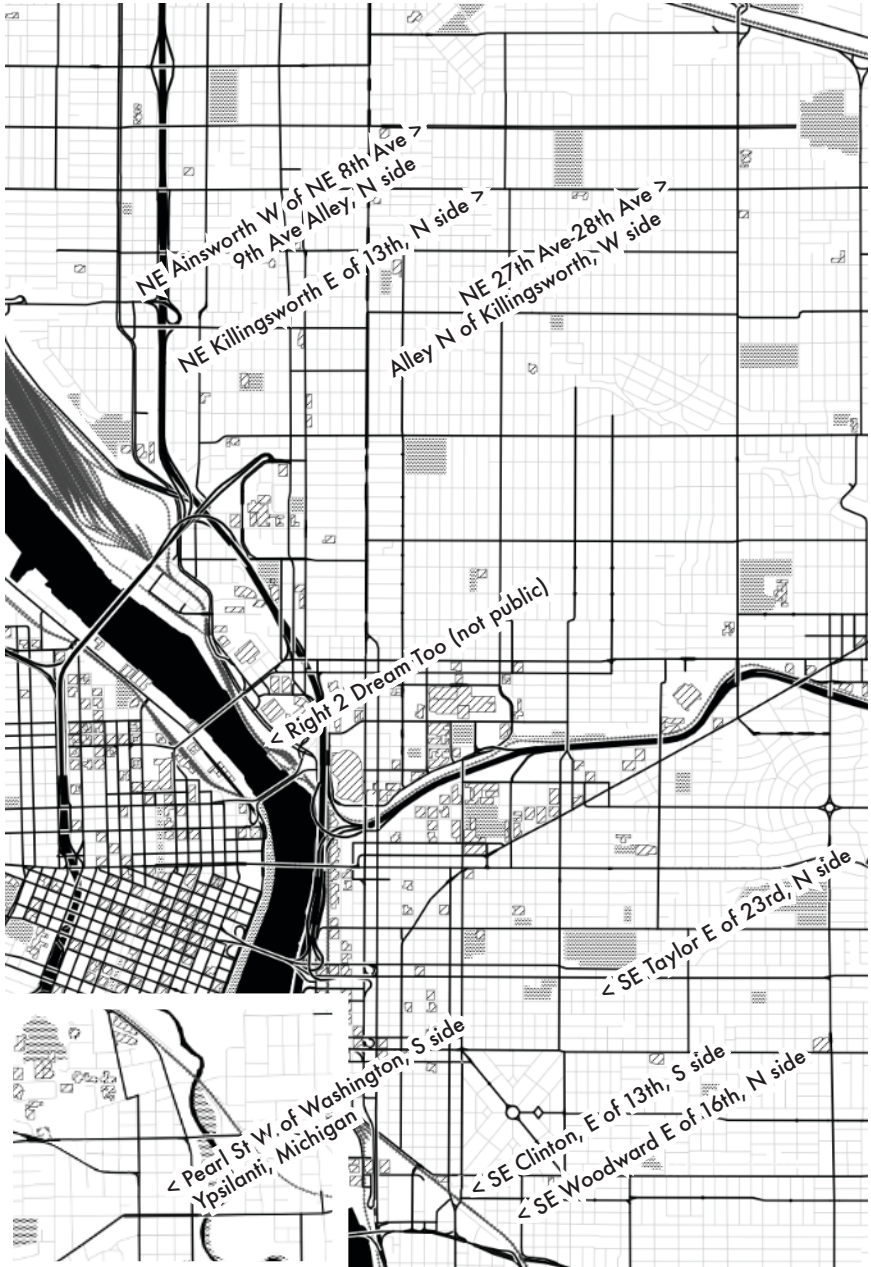 NE Ainsworth W of NE 8th Ave >
9th Ave Alley, N side
NE Killingsworth E of 13th, N side >
NE 27th Ave-28th Ave >
Alley N of Killingsworth, W side
< Right 2 Dream Too (not public)
< SE Taylor E of 23rd, N side
< Pearl St W of Washington, S side
Ypsilanti, Michigan
< SE Clinton, E of 13th, S side
< SE Woodward E of 16th, N side